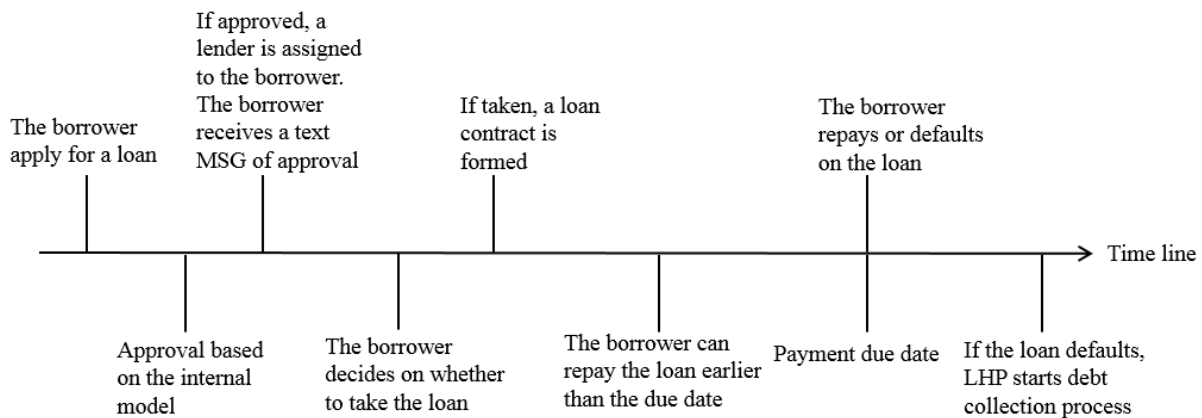 The borrower
apply for a loan
If approved, a
lender is assigned
to the borrower.
The borrower
receives a text
MSG of approval
If taken, a loan
contract is
formed
The borrower
repays or defaults
on the loan
Time line
Approval based
on the internal
model
The borrower
decides on whether
to take the loan
The borrower can
repay the loan earlier
than the due date
Payment due date
If the loan defaults,
LHP starts debt
collection process